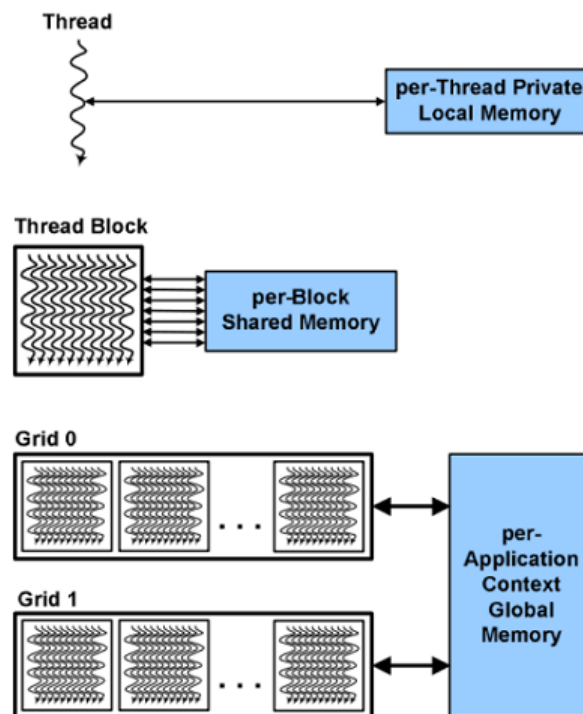 Thread
per-Thread Private
Local Memory
Thread Block
per-Block
Shared Memory
Grid 0
. . .
per-
Application
Context
Global
Memory
Grid 1
. . .